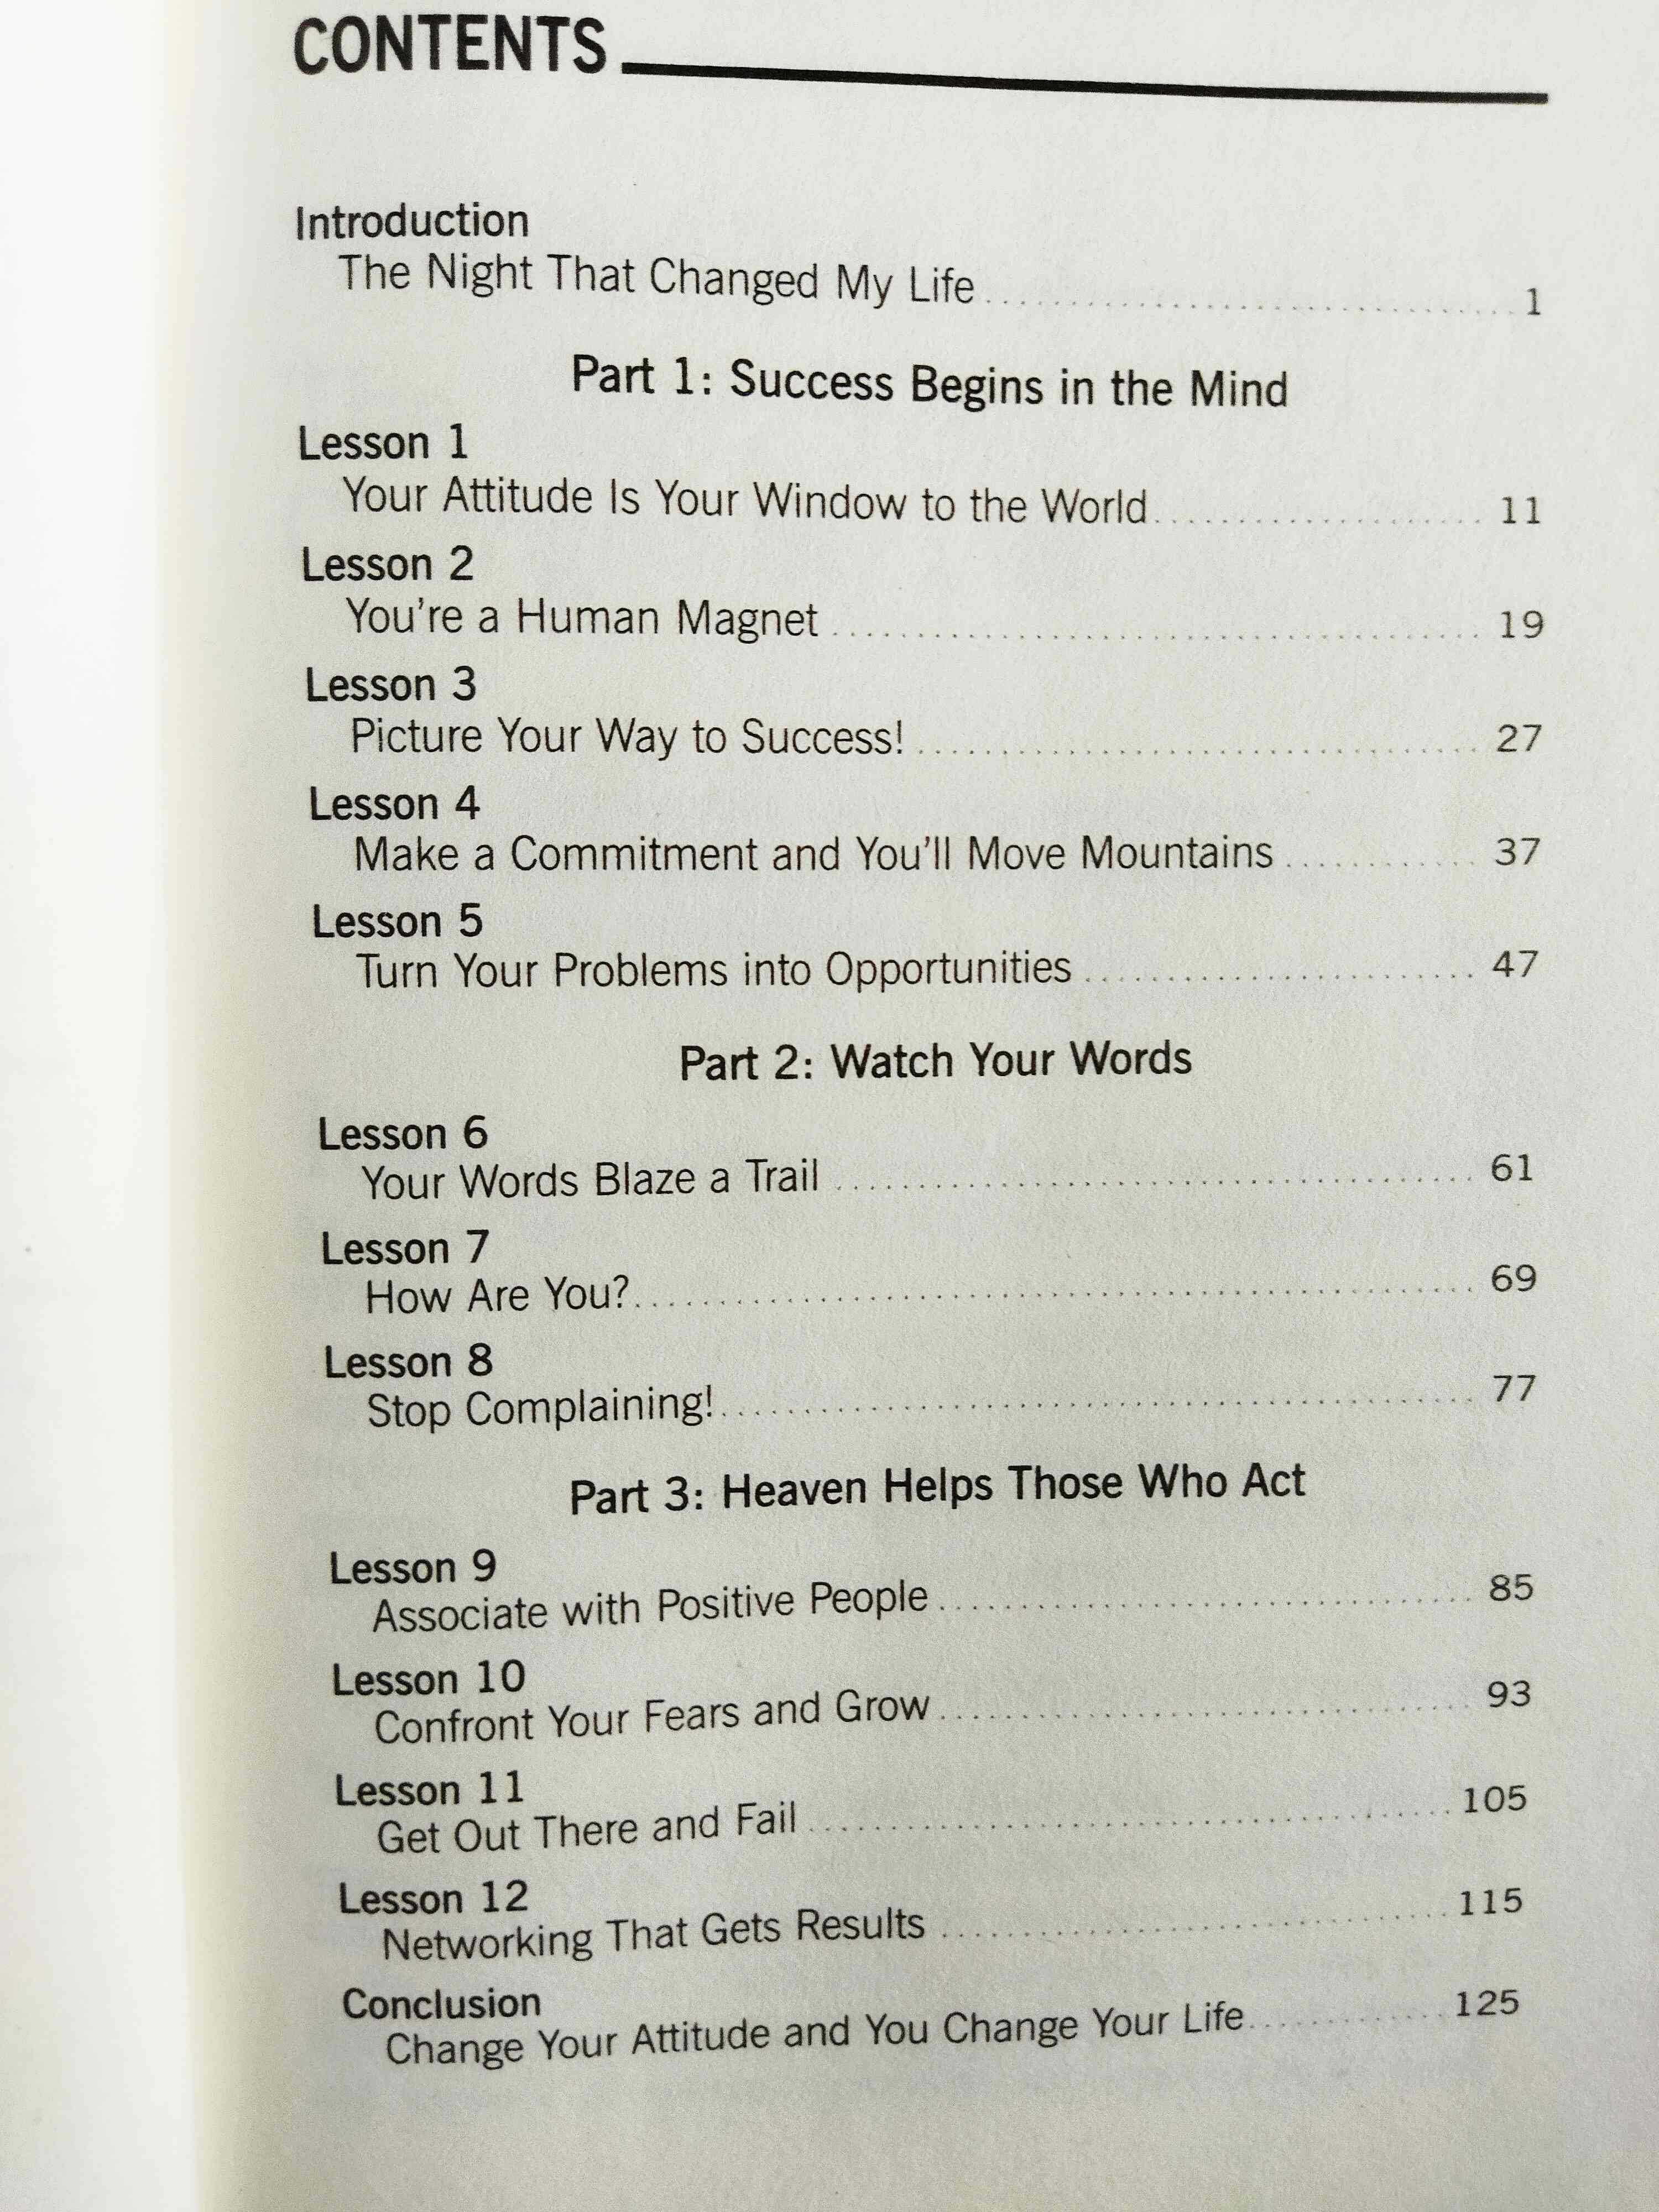 CONTENTS
Introduction
The Night That Changed My Life 1
Part 1: Success Begins in the Mind
Lesson 1
Your Attitude Is Your Window to the World 11
Lesson 2
You're a Human Magnet 19
Lesson 3
Picture Your Way to Success! 27
Lesson 4
Make a Commitment and You'll Move Mountains 37
Lesson 5
Turn Your Problems into Opportunities 47
Part 2: Watch Your Words
Lesson 6
Your Words Blaze a Trail 61
Lesson 7
How Are You? 69
Lesson 8
Stop Complaining! 77
Part 3: Heaven Helps Those Who Act
Lesson 9
Associate with Positive People 85
Lesson 10
Confront Your Fears and Grow 93
Lesson 11
Get Out There and Fail 105
Lesson 12
Networking That Gets Results 115
Conclusion
Change Your Attitude and You Change Your Life 125